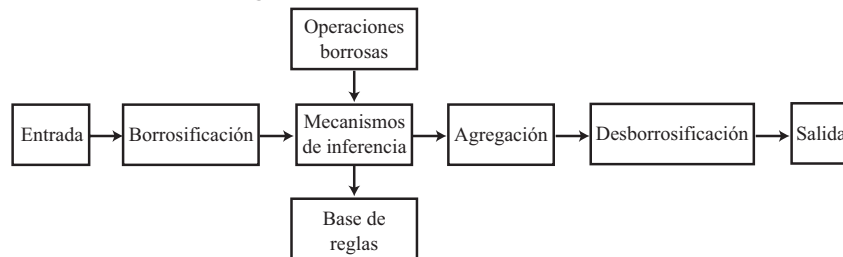 Operaciones
borrosas
Entrada
Borrosificación
Mecanismos
de inferencia
Agregación
Desborrosificación
Salida
Base de
reglas